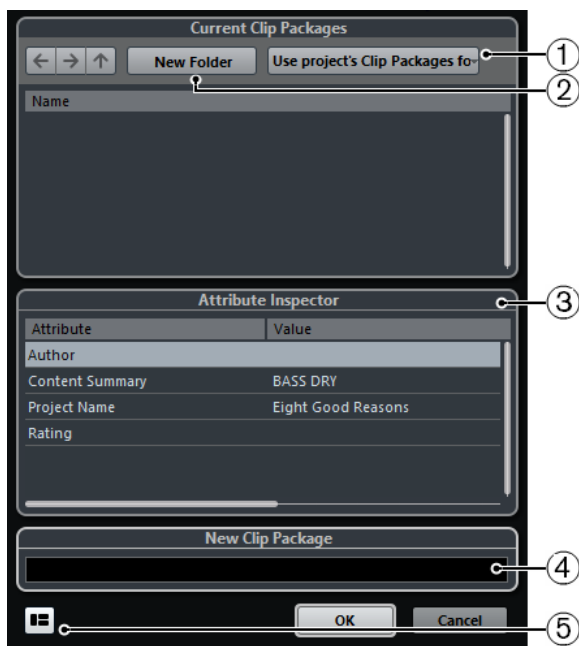 Current Clip Packages
New Folder
Use project's Clip Packages fo
①
②
Name
Attribute Inspector
③
Attribute Value
Author
Content Summary BASS DRY
Project Name Eight Good Reasons
Rating
New Clip Package
④
OK Cancel
⑤